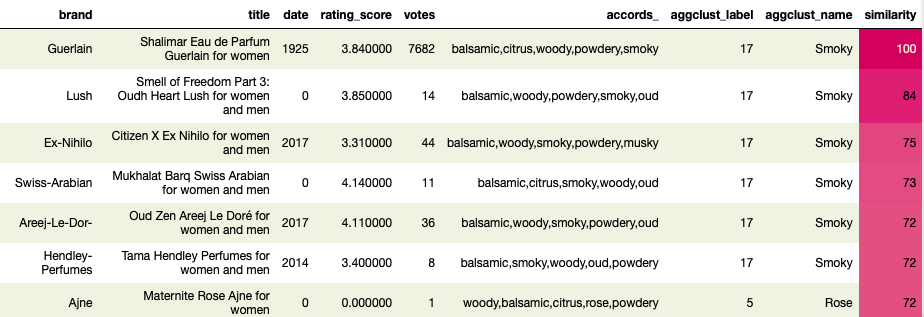 brand title date rating_score votes accords_ aggclust_label aggclust_name similarity
Guerlain Shalimar Eau de Parfum Guerlain for women 1925 3.840000 7682 balsamic,citrus,woody,powdery,smoky 17 Smoky 100
Lush Smell of Freedom Part 3: Oudh Heart Lush for women and men 0 3.850000 14 balsamic,woody,powdery,smoky,oud 17 Smoky 84
Ex-Nihilo Citizen X Ex Nihilo for women and men 2017 3.310000 44 balsamic,woody,smoky,powdery,musky 17 Smoky 75
Swiss-Arabian Mukhalat Barq Swiss Arabian for women and men 0 4.140000 11 balsamic,citrus,smoky,woody,oud 17 Smoky 73
Areej-Le-Dor- Oud Zen Areej Le Doré for women and men 2017 4.110000 36 balsamic,woody,smoky,powdery,oud 17 Smoky 72
Hendley-Perfumes Tama Hendley Perfumes for women and men 2014 3.400000 8 balsamic,smoky,woody,oud,powdery 17 Smoky 72
Ajne Maternite Rose Ajne for women 0 0.000000 1 woody,balsamic,citrus,rose,powdery 5 Rose 72